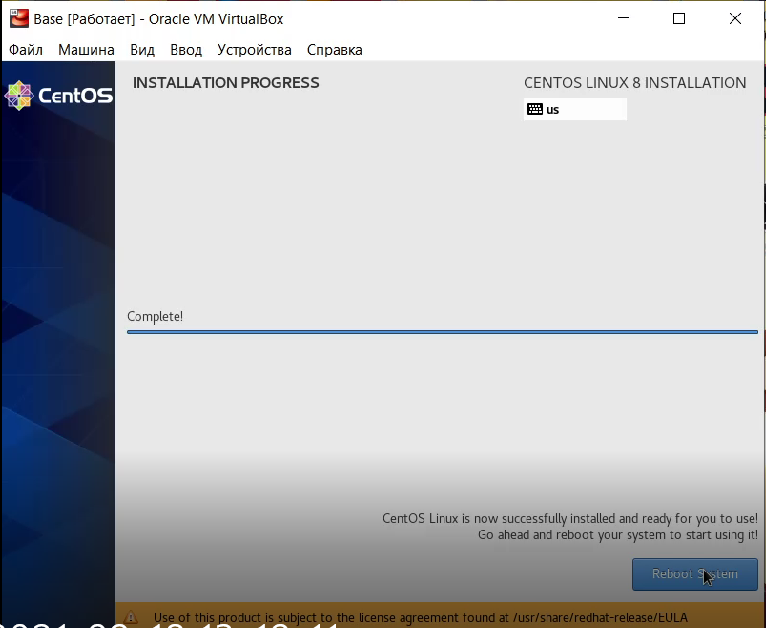 Base [Работает] - Oracle VM VirtualBox
Файл Машина Вид Ввод Устройства Справка
CentOS
INSTALLATION PROGRESS
CENTOS LINUX 8 INSTALLATION
us
Complete!
CentOS Linux is now successfully installed and ready for you to use!
Go ahead and reboot your system to start using it!
Reboot System
Use of this product is subject to the license agreement found at /usr/share/redhat-release/EULA